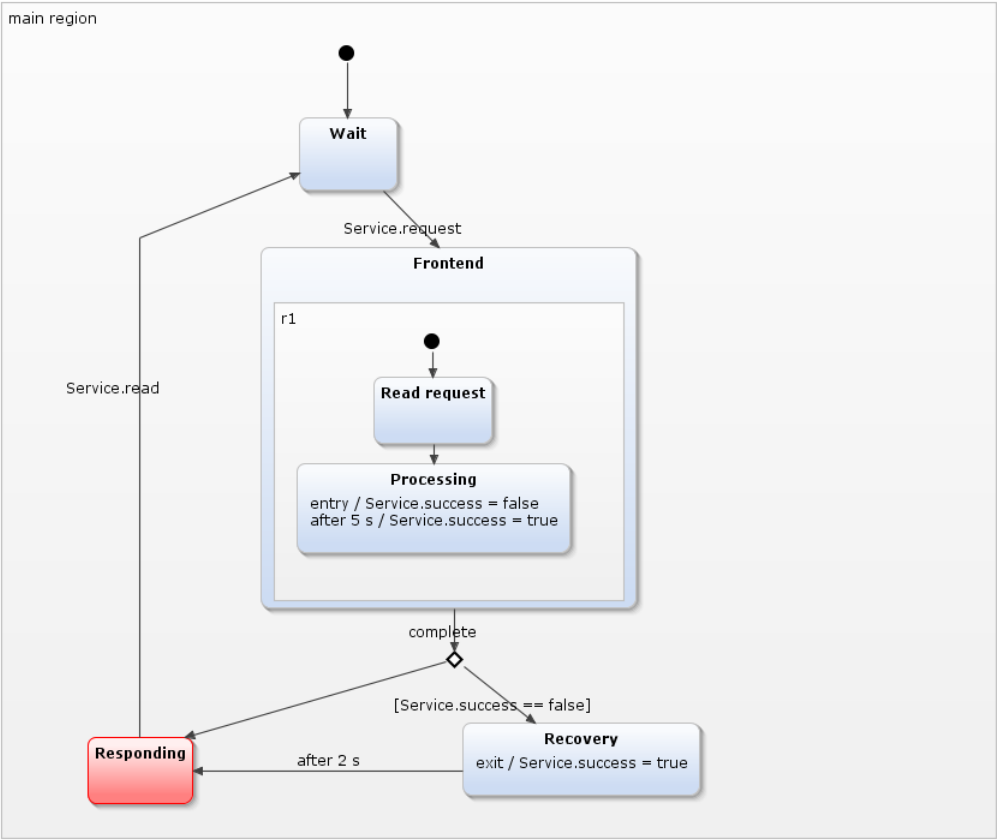 main region
Wait
Service.request
Frontend
r1
Read request
Service.read
Processing
entry / Service.success = false
after 5 s / Service.success = true
complete
[Service.success == false]
Recovery
exit / Service.success = true
Responding
after 2 s